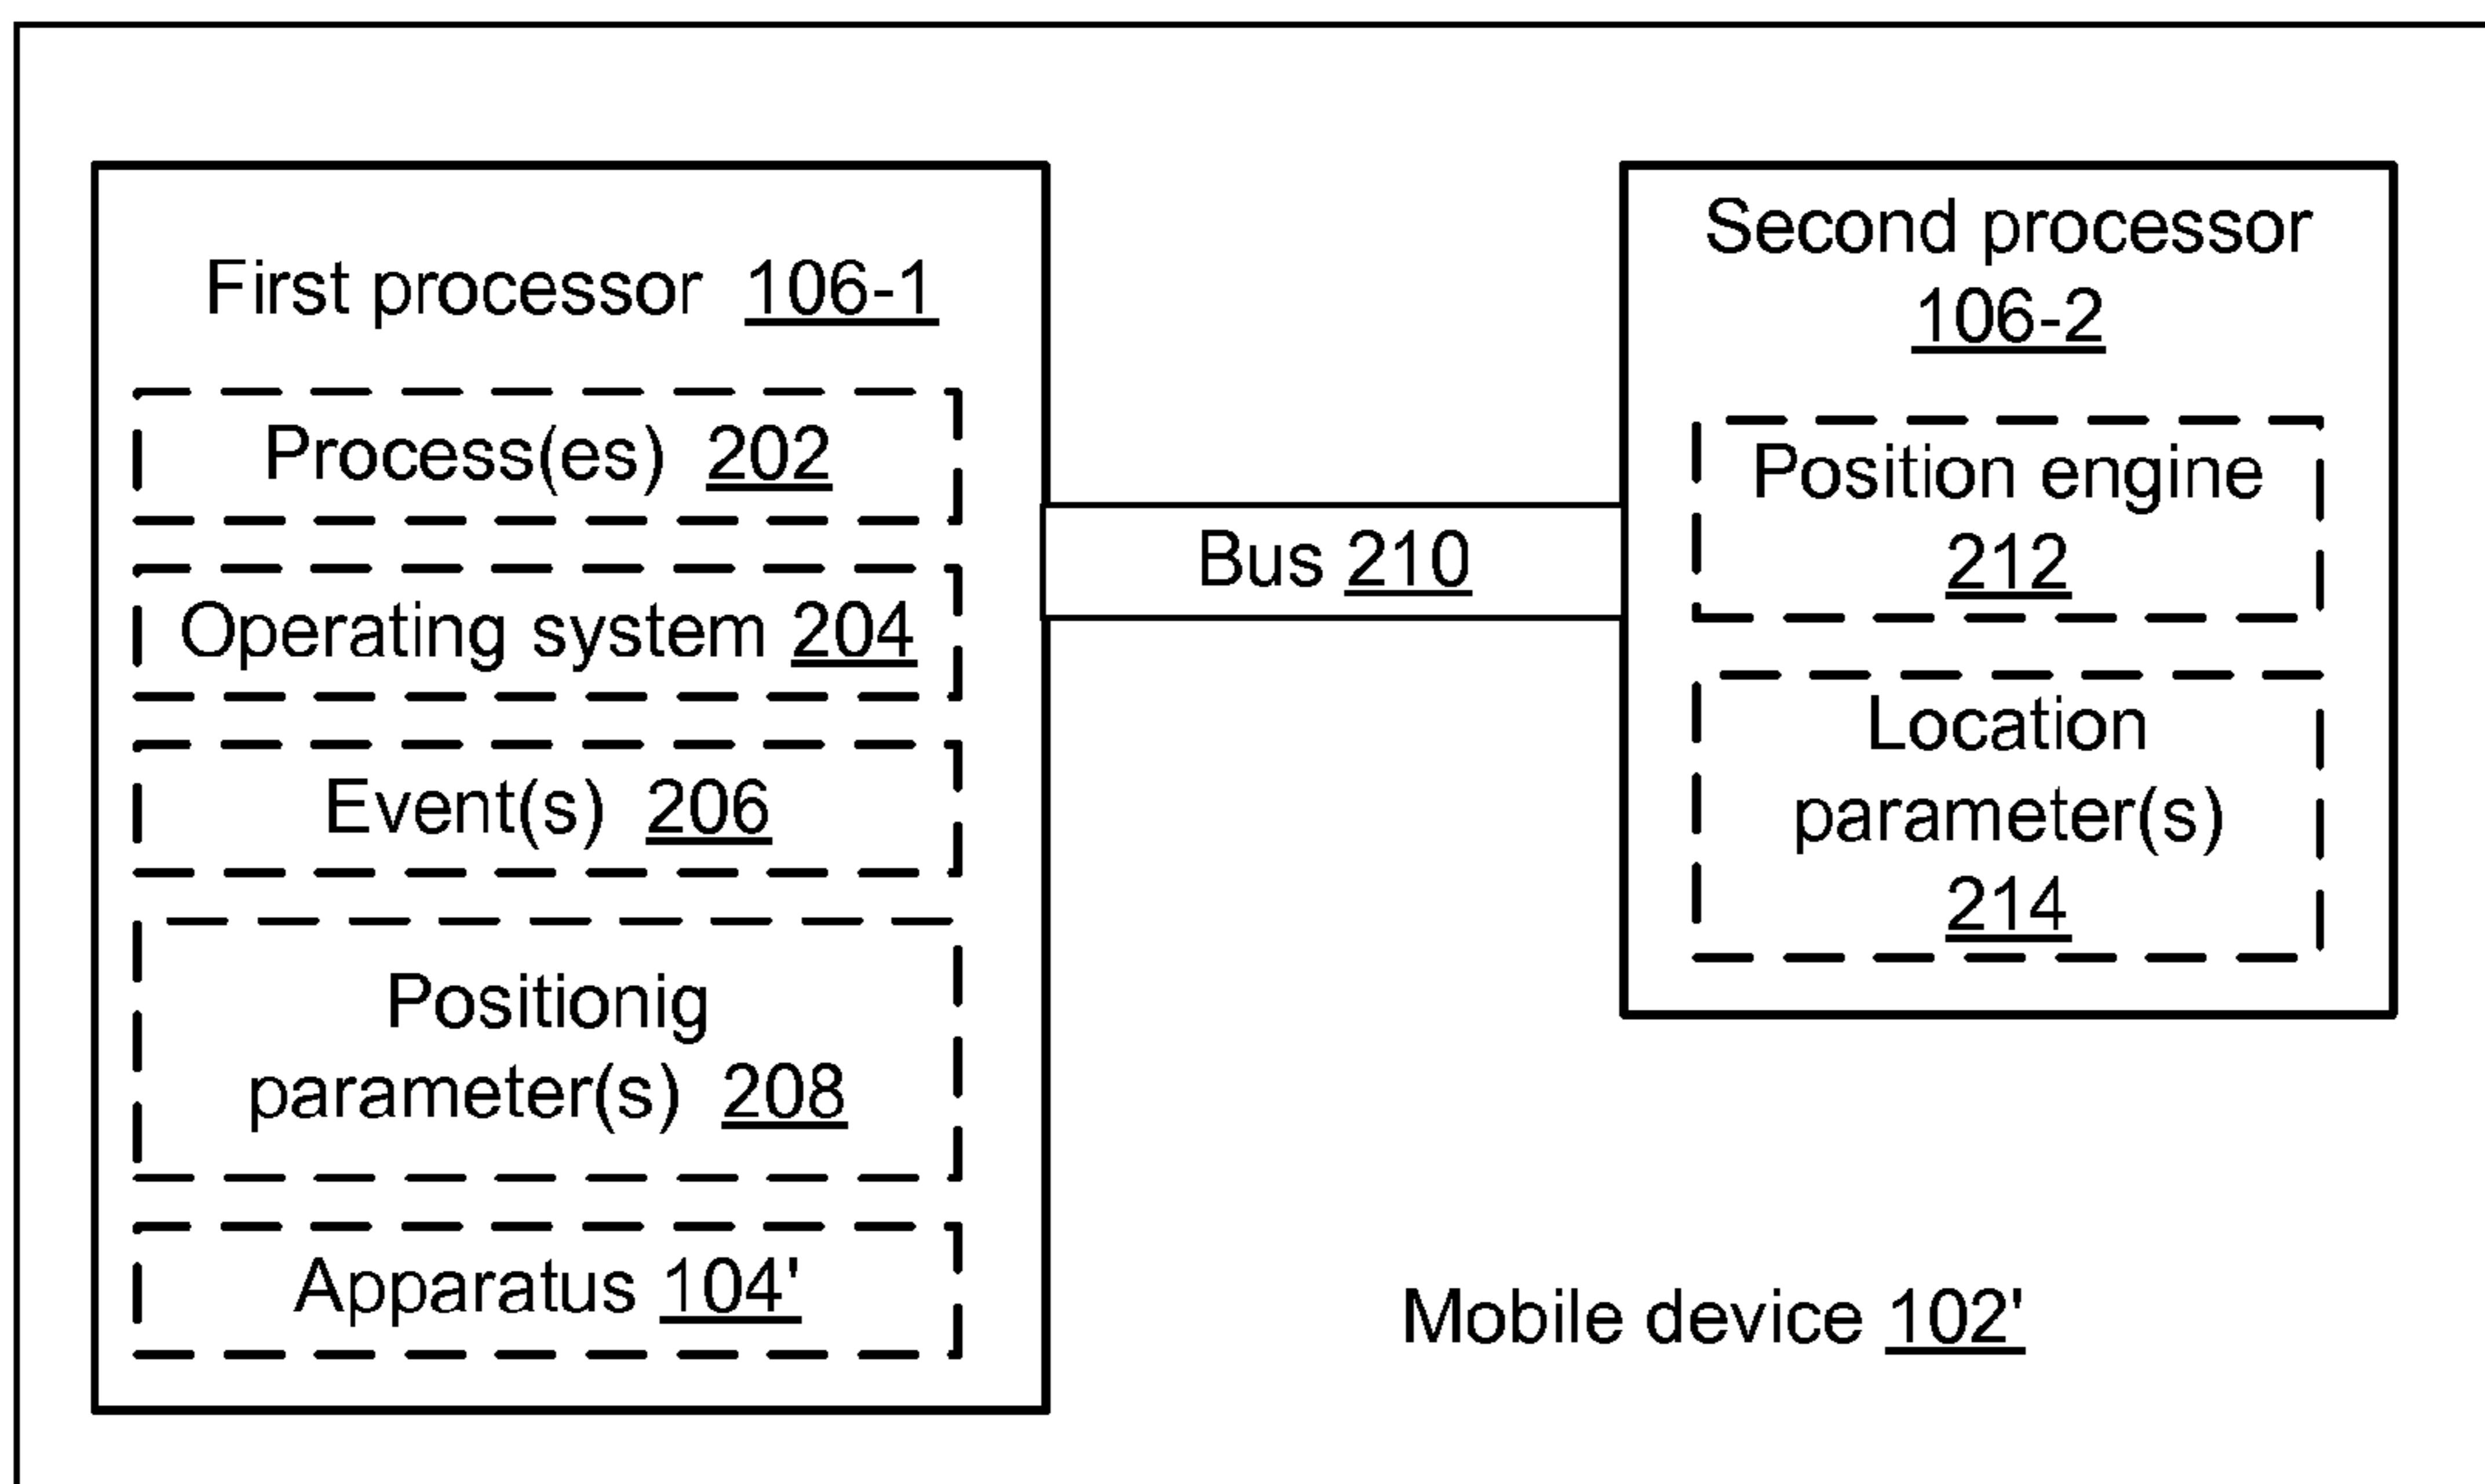 First processor 106-1
Process(es) 202
Operating system 204
Event(s) 206
Positionig
parameter(s) 208
Apparatus 104'
Bus 210
Second processor
106-2
Position engine
212
Location
parameter(s)
214
Mobile device 102'